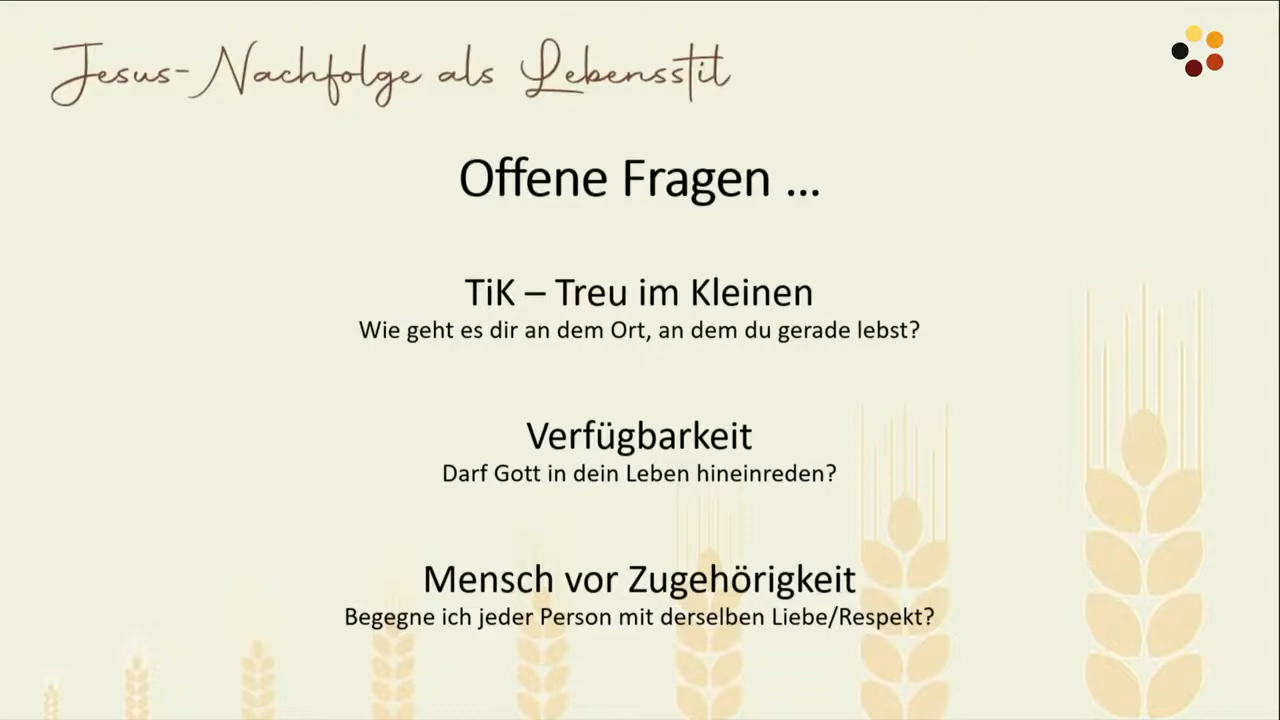 Jesus-Nachfolge als Lebensstil
Offene Fragen ...
TiK – Treu im Kleinen
Wie geht es dir an dem Ort, an dem du gerade lebst?
Verfügbarkeit
Darf Gott in dein Leben hineinreden?
Mensch vor Zugehörigkeit
Begegne ich jeder Person mit derselben Liebe/Respekt?